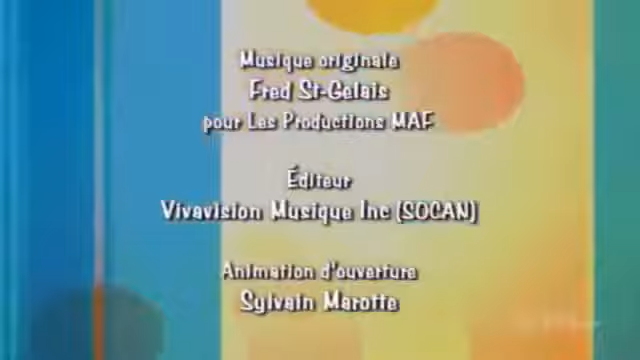 Musique originale
Fred St-Gelais
pour Les Productions MAF
Éditeur
Vivavision Musique Inc (SOCAN)
Animation d'ouverture
Sylvain Marotte